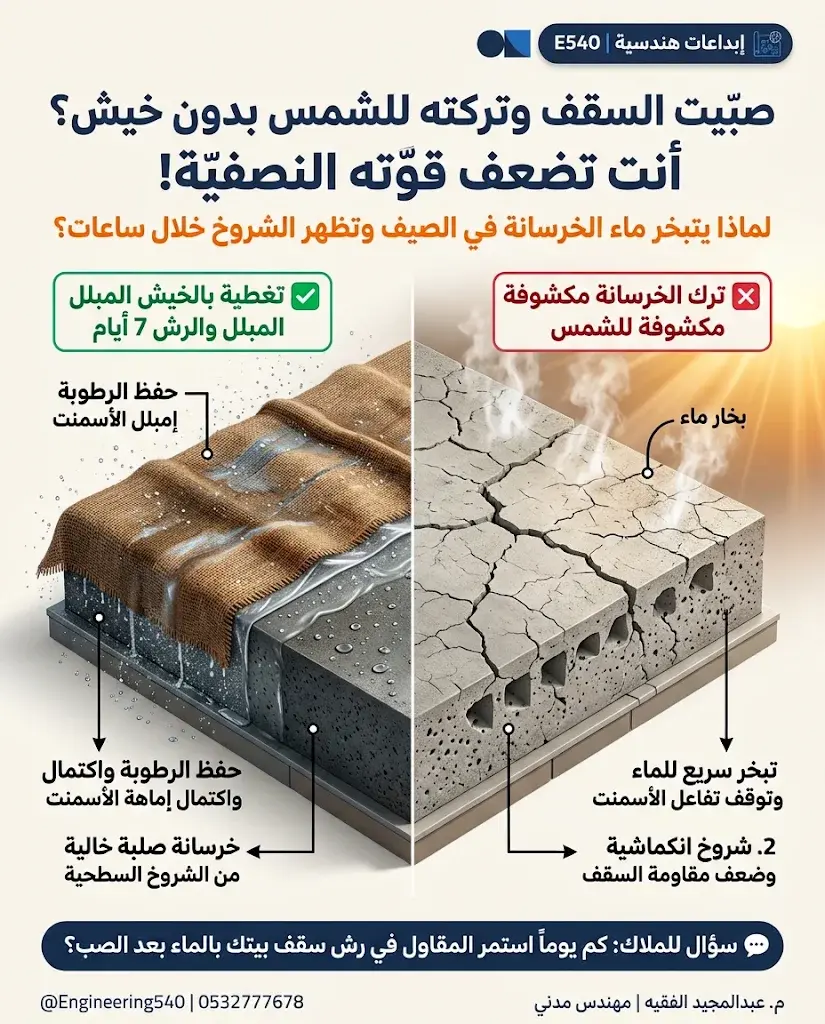 إبداعات هندسية | E540
صبّيت السقف وتركته للشمس بدون خيش؟
أنت تضعف قوَّته النصفيّة!
لماذا يتبخر ماء الخرسانة في الصيف وتظهر الشروخ خلال ساعات؟
ترك الخرسانة مكشوفة
مكشوفة للشمس
تغطية بالخيش المبلل
المبلل والرش 7 أيام
بخار ماء
حفظ الرطوبة
إمبلل الأسمنت
تبخر سريع للماء
وتوقف تفاعل الأسمنت
2. شروخ انكماشية
وضعف مقاومة السقف
حفظ الرطوبة واكتمال
واكتمال إماهة الأسمنت
خرسانة صلبة خالية
من الشروخ السطحية
سؤال للملاك: كم يوماً استمر المقاول في رش سقف بيتك بالماء بعد الصب؟
م. عبدالمجيد الفقيه | مهندس مدني
@Engineering540 | 0532777678